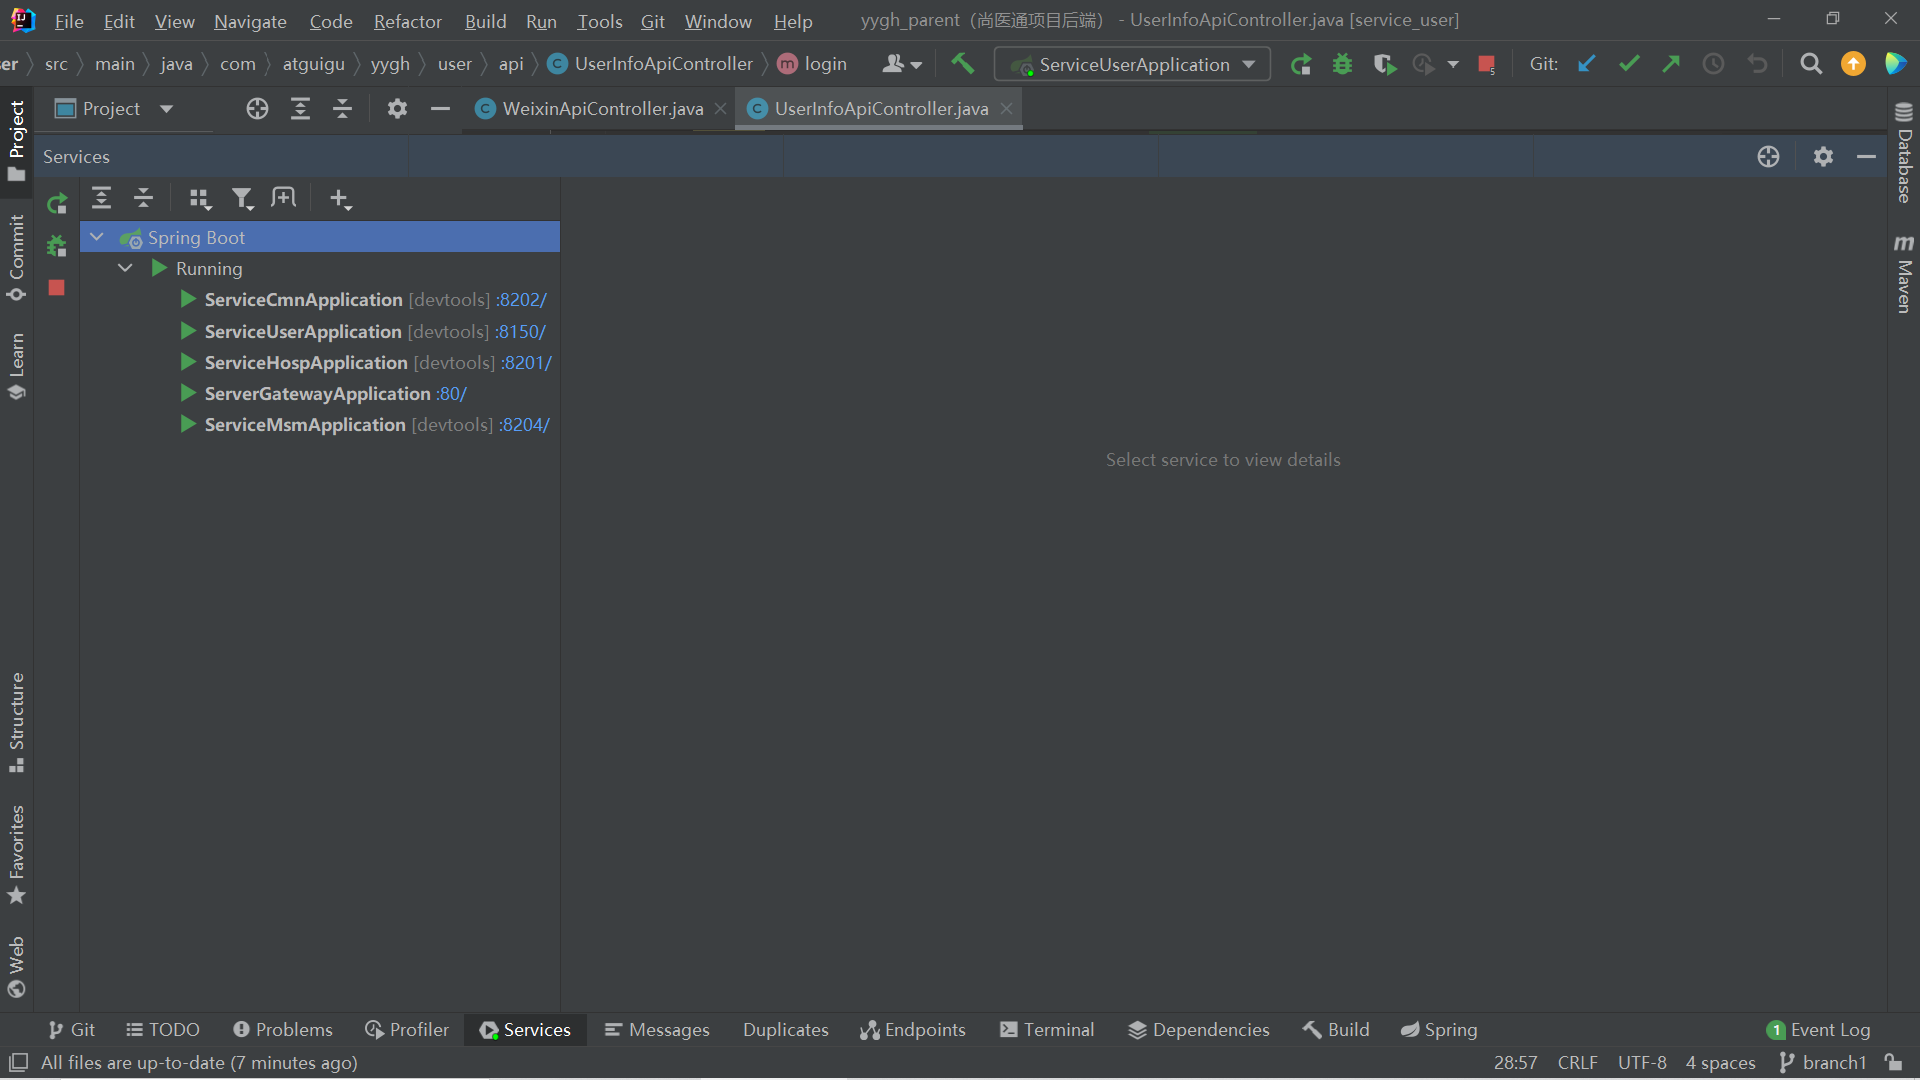 File Edit View Navigate Code Refactor Build Run Tools Git Window Help yygh_parent（尚医通项目后端） - UserInfoApiController.java [service_user]
er src main java com atguigu yygh user api UserInfoApiController login ServiceUserApplication Git:
Project WeixinApiController.java UserInfoApiController.java
Services
Spring Boot
Running
ServiceCmnApplication [devtools] :8202/
ServiceUserApplication [devtools] :8150/
ServiceHospApplication [devtools] :8201/
ServerGatewayApplication :80/
ServiceMsmApplication [devtools] :8204/
Select service to view details
Project
Commit
Learn
Structure
Favorites
Web
Database
Maven
Git TODO Problems Profiler Services Messages Duplicates Endpoints Terminal Dependencies Build Spring 1 Event Log
All files are up-to-date (7 minutes ago) 28:57 CRLF UTF-8 4 spaces branch1